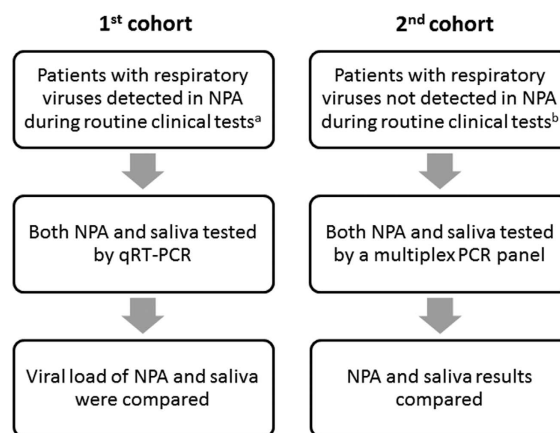 1st cohort
Patients with respiratory
viruses detected in NPA
during routine clinical testsa
Both NPA and saliva tested
by qRT-PCR
Viral load of NPA and saliva
were compared
2nd cohort
Patients with respiratory
viruses not detected in NPA
during routine clinical testsb
Both NPA and saliva tested
by a multiplex PCR panel
NPA and saliva results
compared